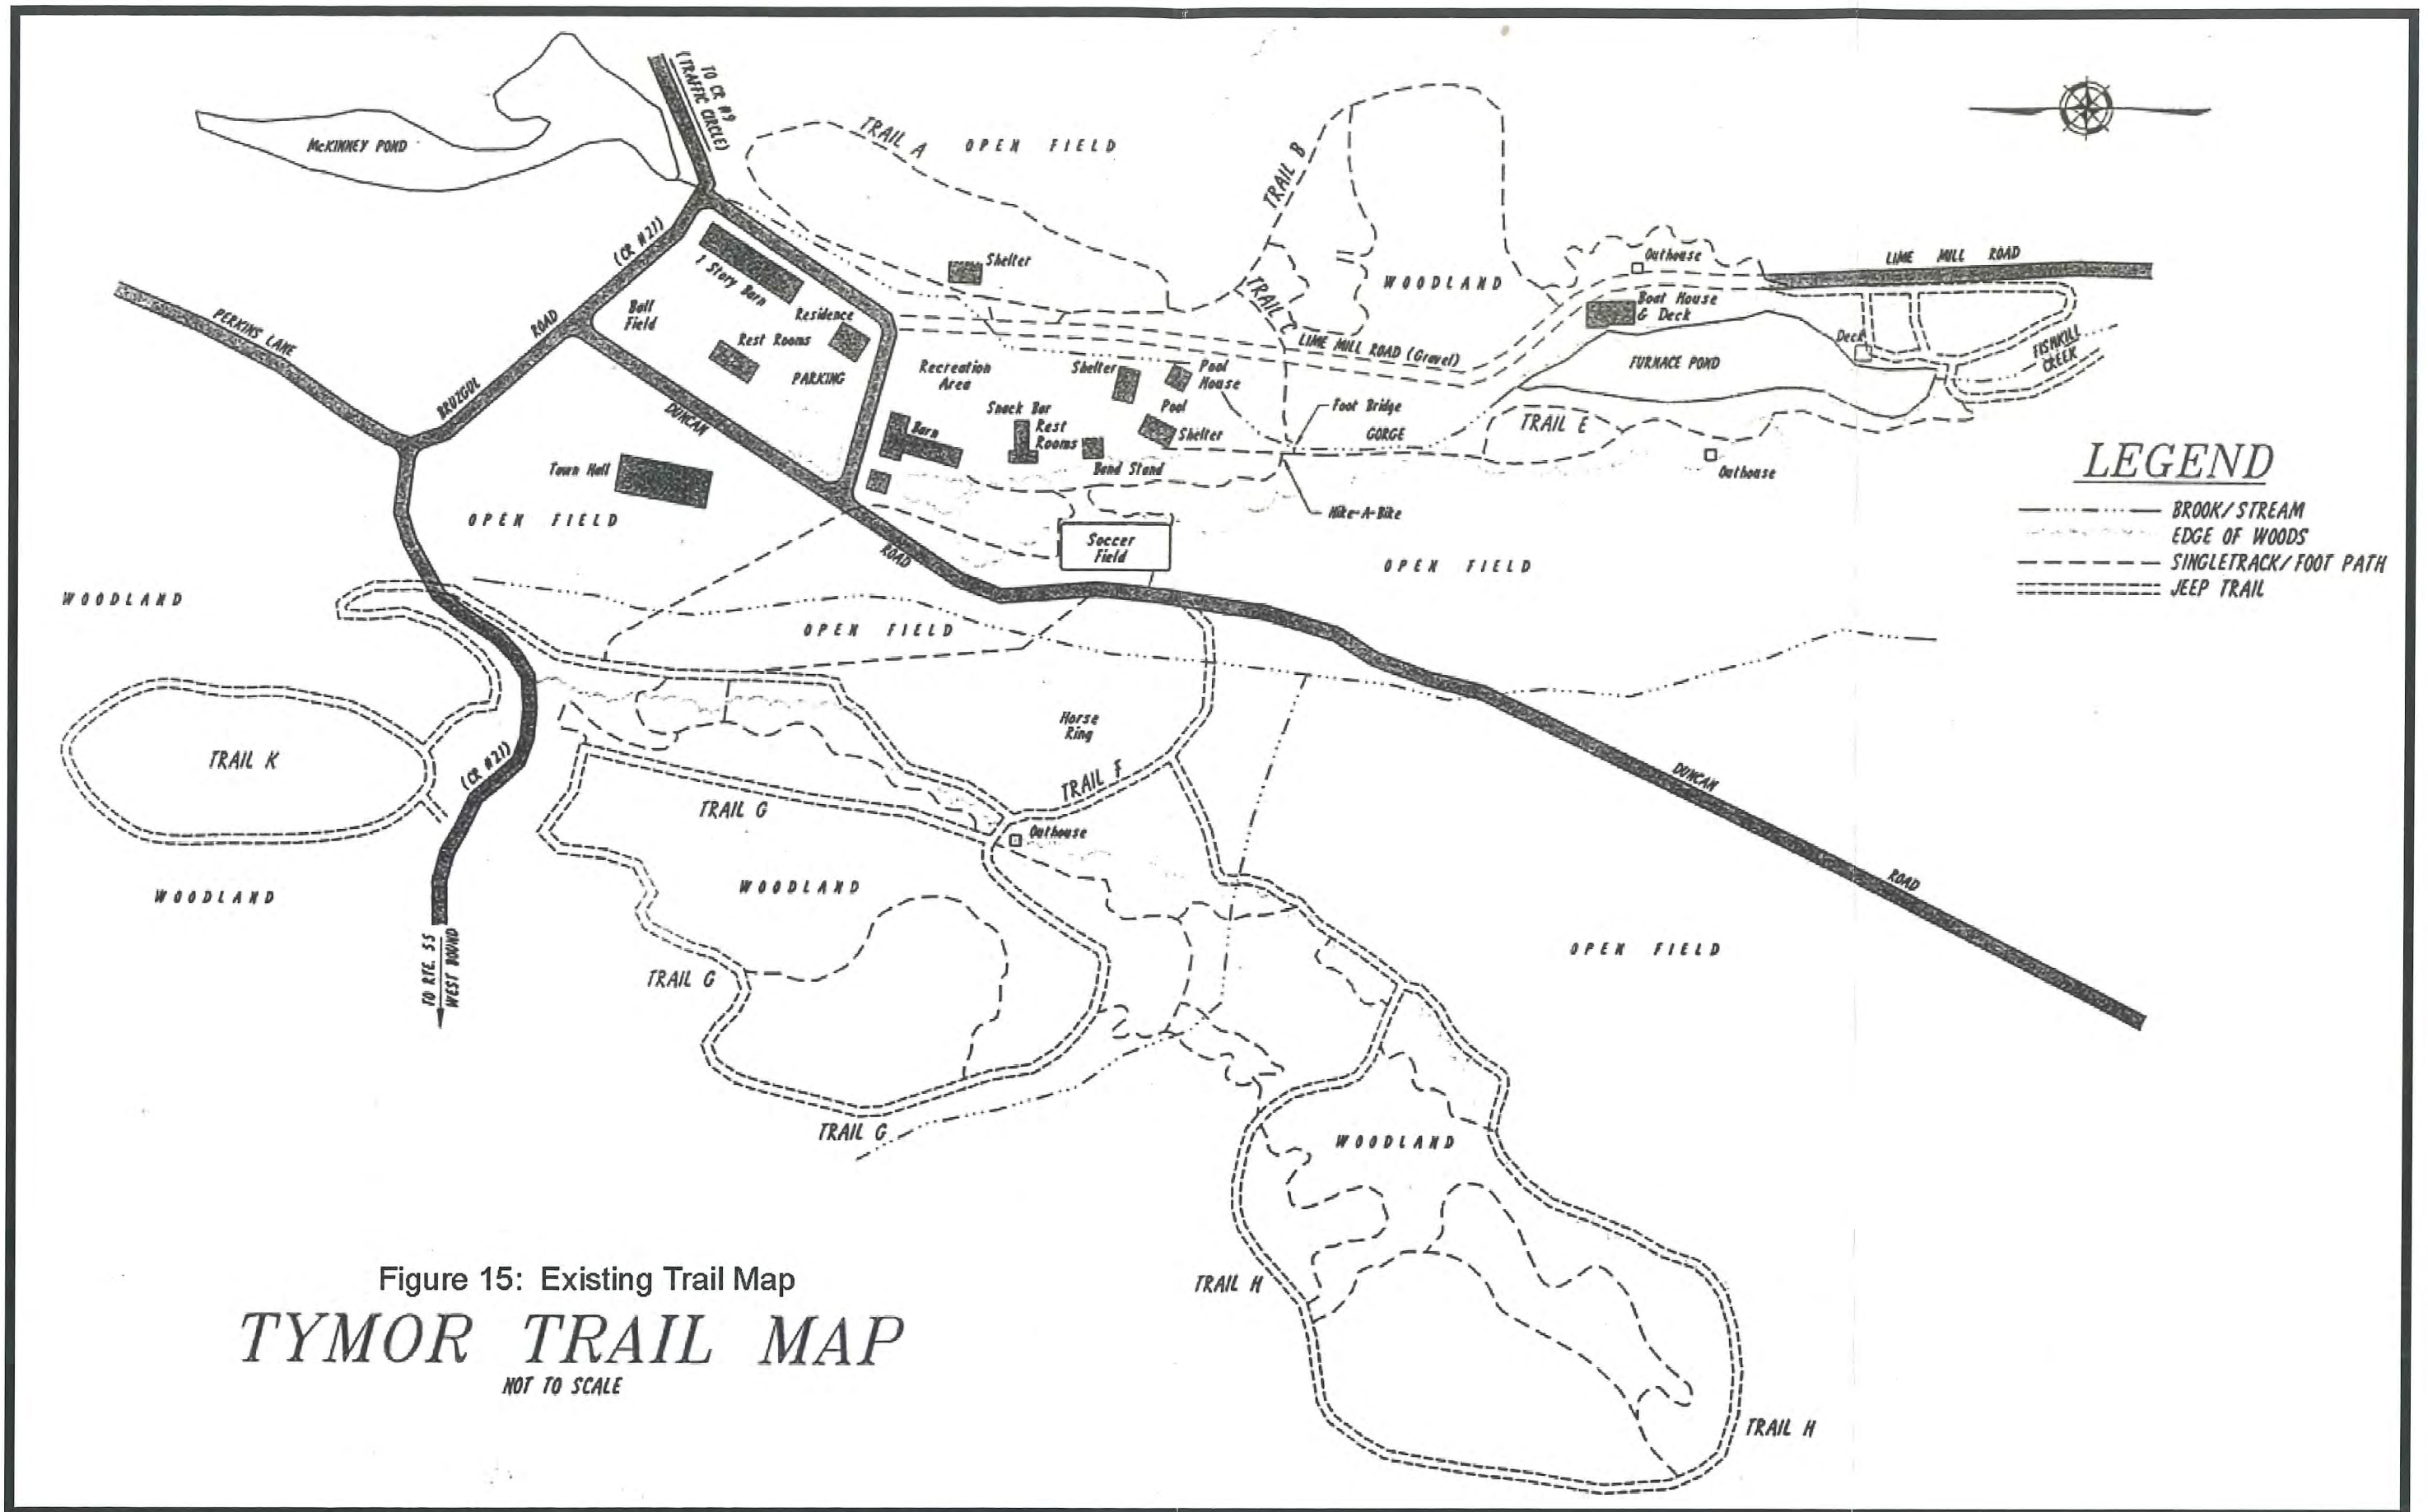 TO CR #9
(TRAFFIC CIRCLE)
McKINNEY POND
TRAIL A
OPEN FIELD
TRAIL B
(CR #21)
1 Story Barn
Ball
Field
Residence
Rest Rooms
PARKING
Shelter
TRAIL C
WOODLAND
Outhouse
LIME MILL ROAD
Boat House
& Deck
PERKINS LANE
BRUZGUL
ROAD
DUNCAN
Recreation
Area
LIME MILL ROAD (Gravel)
Shelter
Pool
House
Pool
Shelter
FURNACE POND
Deck
FISHKILL
CREEK
Snack Bar
Rest
Rooms
Barn
Band Stand
Foot Bridge
GORGE
TRAIL E
Outhouse
Hike-A-Bike
Town Hall
OPEN FIELD
ROAD
Soccer
Field
OPEN FIELD
LEGEND
BROOK/STREAM
EDGE OF WOODS
SINGLETRACK/FOOT PATH
JEEP TRAIL
WOODLAND
OPEN FIELD
TRAIL K
(CR #21)
Horse
Ring
TRAIL F
TRAIL G
Outhouse
DUNCAN
ROAD
WOODLAND
WOODLAND
TO RTE. 55
WEST BOUND
TRAIL G
OPEN FIELD
TRAIL G
WOODLAND
TRAIL H
TRAIL H
Figure 15: Existing Trail Map
TYMOR TRAIL MAP
NOT TO SCALE